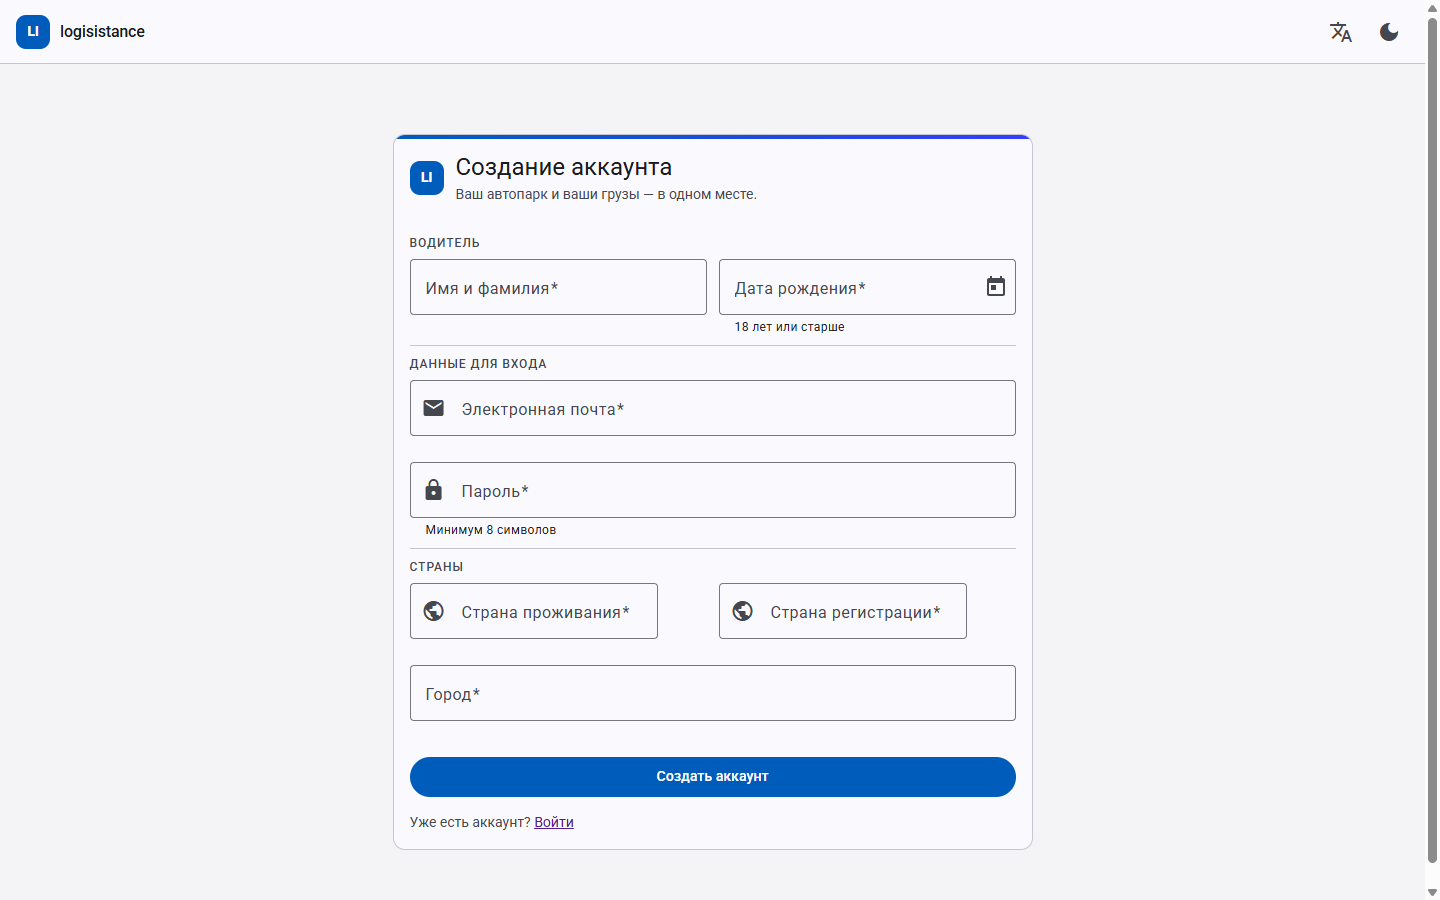 LI logisistance
LI
Создание аккаунта
Ваш автопарк и ваши грузы — в одном месте.
ВОДИТЕЛЬ
Имя и фамилия*
Дата рождения*
18 лет или старше
ДАННЫЕ ДЛЯ ВХОДА
Электронная почта*
Пароль*
Минимум 8 символов
СТРАНЫ
Страна проживания*
Страна регистрации*
Город*
Создать аккаунт
Уже есть аккаунт? Войти